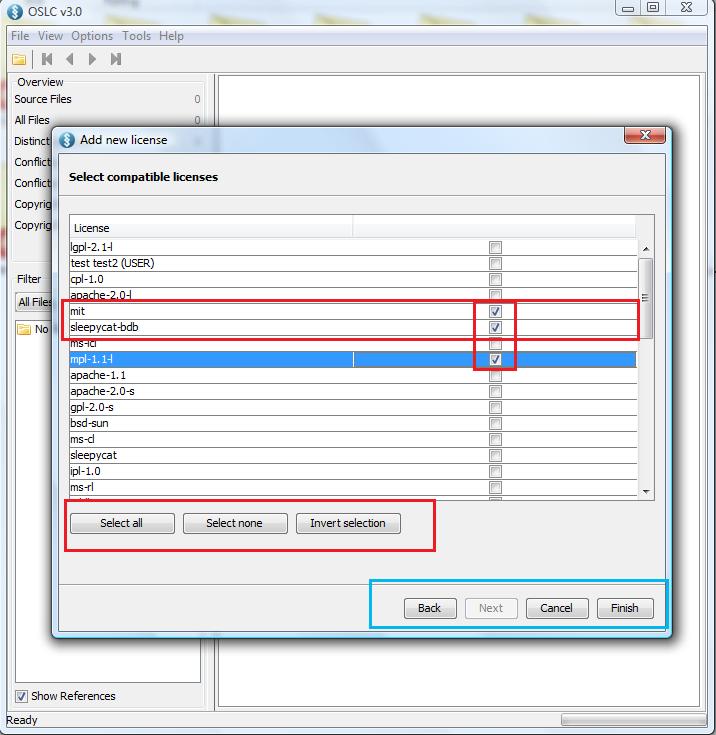 OSLC v3.0
File View Options Tools Help
Overview
Source Files 0
All Files 0
Distinct
Conflict
Conflict
Copyrig
Copyrig
Filter
All Files
No
Add new license
Select compatible licenses
License
lgpl-2.1-l
test test2 (USER)
cpl-1.0
apache-2.0-l
mit
sleepycat-bdb
ms-lcl
mpl-1.1-l
apache-1.1
apache-2.0-s
gpl-2.0-s
bsd-sun
ms-cl
sleepycat
ipl-1.0
ms-rl
Select all Select none Invert selection
Back Next Cancel Finish
Show References
Ready